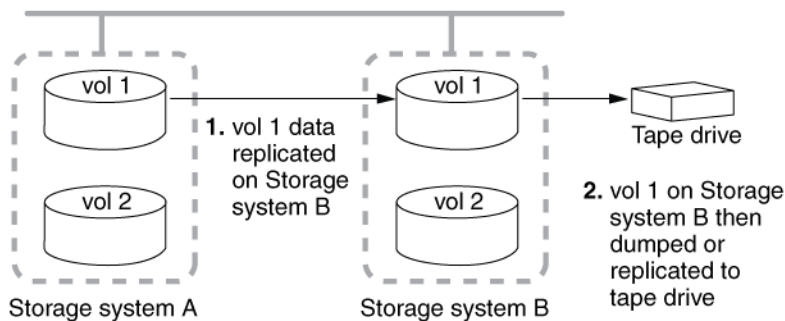 vol 1
vol 1
1. vol 1 data
replicated
on Storage
system B
Tape drive
vol 2
vol 2
2. vol 1 on Storage
system B then
dumped or
replicated to
tape drive
Storage system A
Storage system B